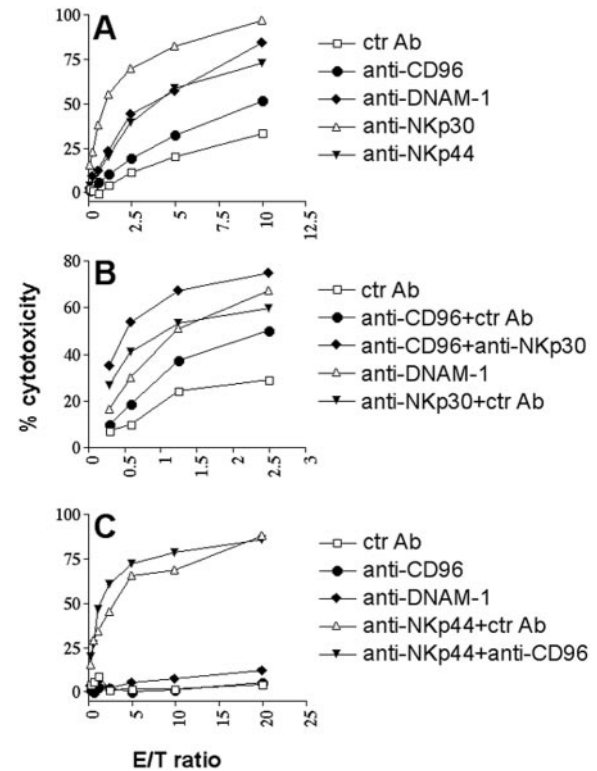 A
100
75
50
25
0
0
2.5
5
7.5
10
12.5
ctr Ab
anti-CD96
anti-DNAM-1
anti-NKp30
anti-NKp44
B
80
60
40
20
0
0
0.5
1
1.5
2
2.5
3
ctr Ab
anti-CD96+ctr Ab
anti-CD96+anti-NKp30
anti-DNAM-1
anti-NKp30+ctr Ab
% cytotoxicity
C
100
75
50
25
0
0
5
10
15
20
25
ctr Ab
anti-CD96
anti-DNAM-1
anti-NKp44+ctr Ab
anti-NKp44+anti-CD96
E/T ratio